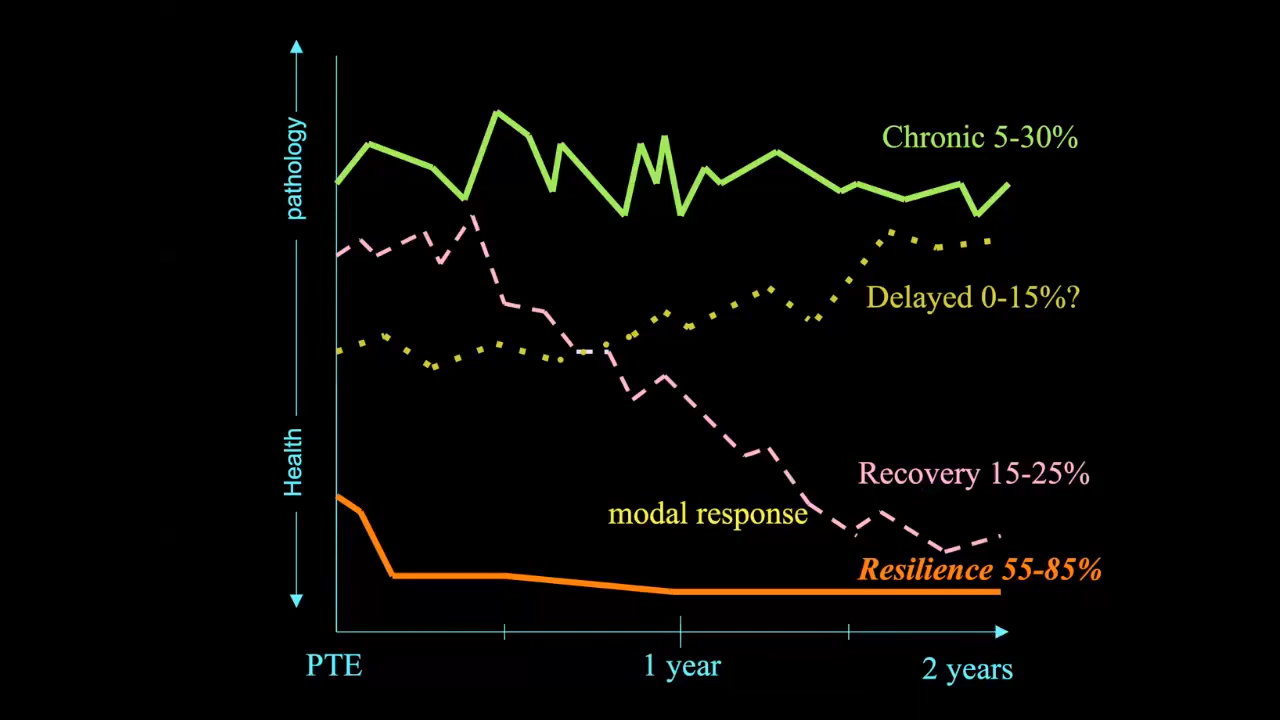 pathology
Health
Chronic 5-30%
Delayed 0-15%?
Recovery 15-25%
modal response
Resilience 55-85%
PTE
1 year
2 years